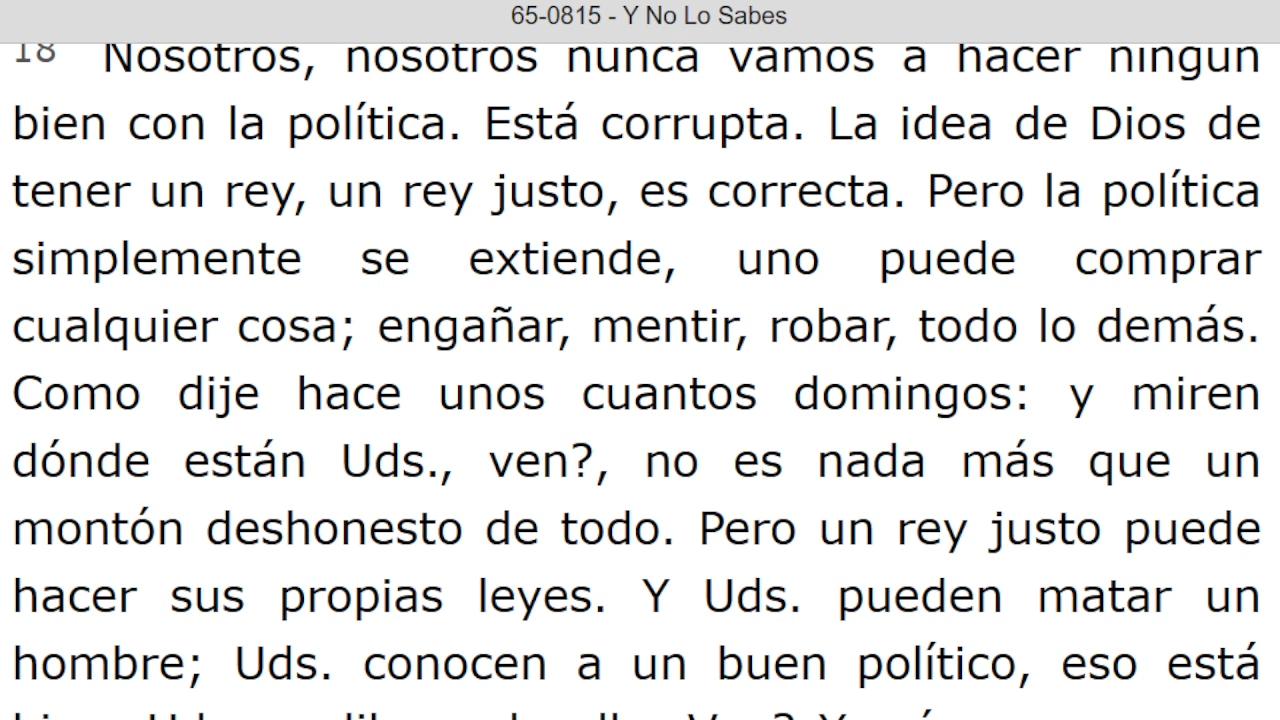 65-0815 - Y No Lo Sabes
18 Nosotros, nosotros nunca vamos a hacer ningún
bien con la política. Está corrupta. La idea de Dios de
tener un rey, un rey justo, es correcta. Pero la política
simplemente se extiende, uno puede comprar
cualquier cosa; engañar, mentir, robar, todo lo demás.
Como dije hace unos cuantos domingos: y miren
dónde están Uds., ven?, no es nada más que un
montón deshonesto de todo. Pero un rey justo puede
hacer sus propias leyes. Y Uds. pueden matar un
hombre; Uds. conocen a un buen político, eso está